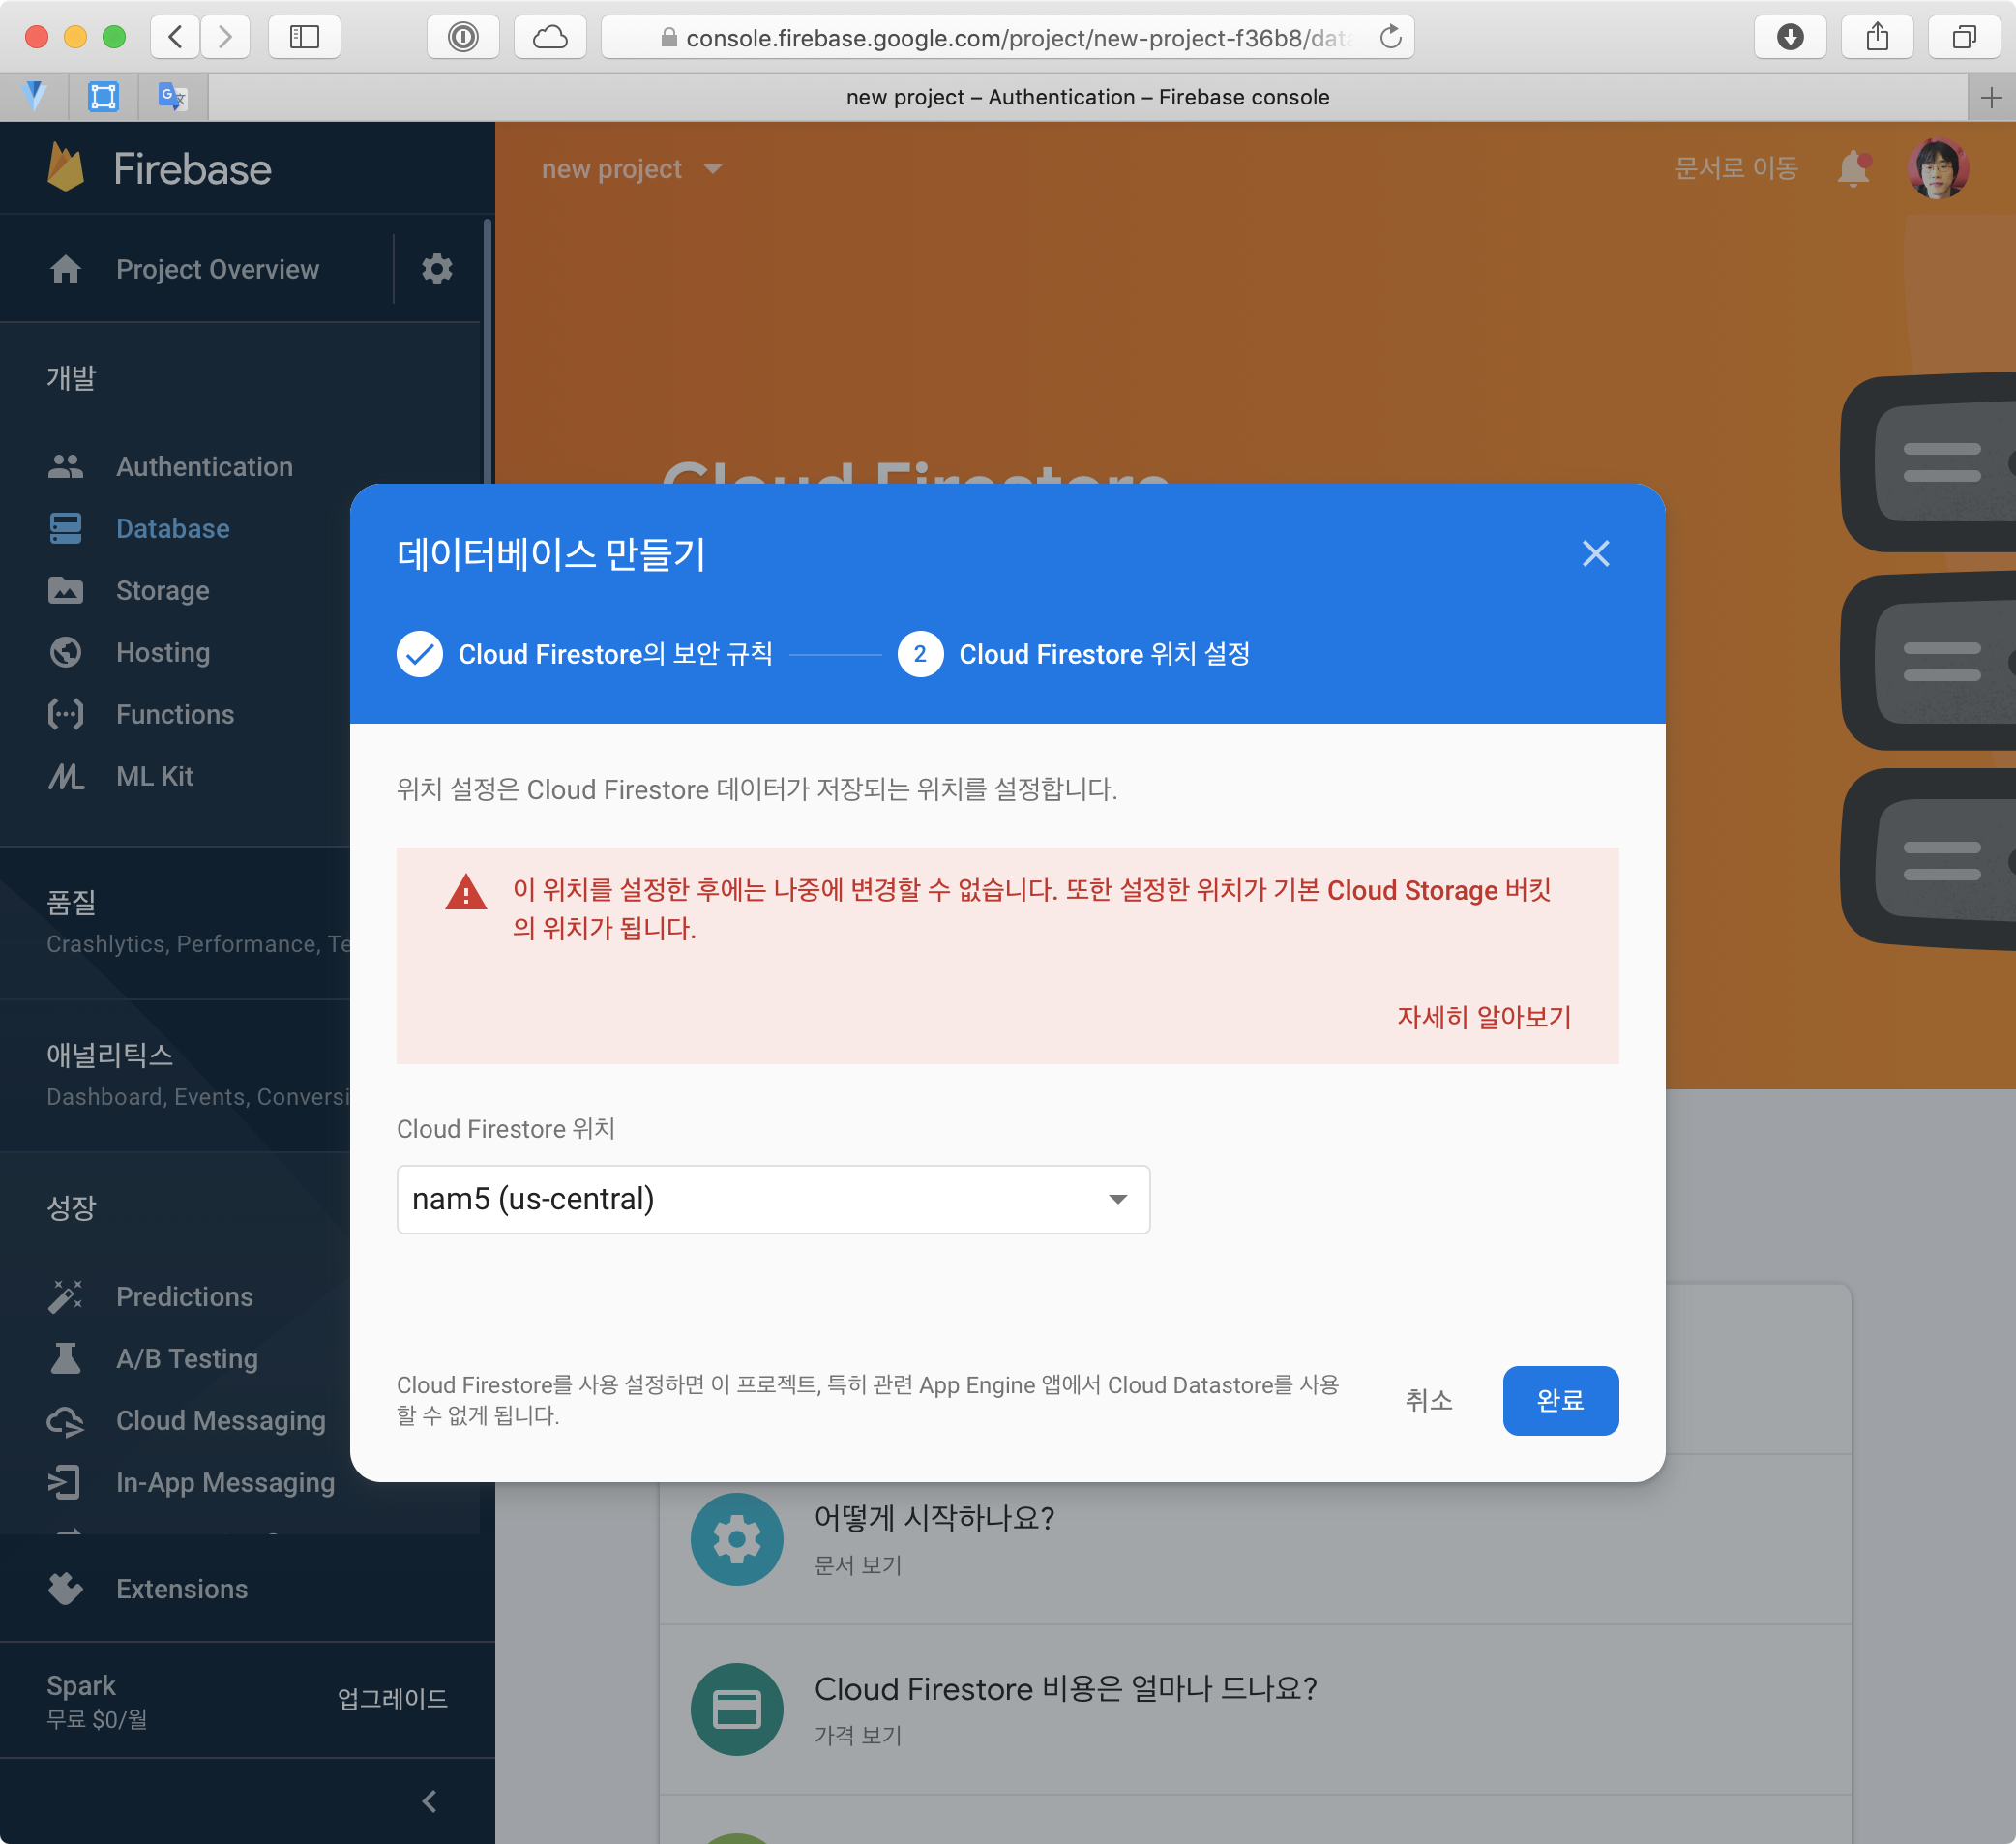 console.firebase.google.com/project/new-project-f36b8/data
new project – Authentication – Firebase console
Firebase
new project
문서로 이동
Project Overview
개발
Authentication
Database
Storage
Hosting
Functions
ML Kit
품질
Crashlytics, Performance, Te
애널리틱스
Dashboard, Events, Conversi
성장
Predictions
A/B Testing
Cloud Messaging
In-App Messaging
Extensions
Spark
무료 $0/월
업그레이드
Cloud Firestore
데이터베이스 만들기
Cloud Firestore의 보안 규칙
2 Cloud Firestore 위치 설정
위치 설정은 Cloud Firestore 데이터가 저장되는 위치를 설정합니다.
이 위치를 설정한 후에는 나중에 변경할 수 없습니다. 또한 설정한 위치가 기본 Cloud Storage 버킷
의 위치가 됩니다.
자세히 알아보기
Cloud Firestore 위치
nam5 (us-central)
Cloud Firestore를 사용 설정하면 이 프로젝트, 특히 관련 App Engine 앱에서 Cloud Datastore를 사용
할 수 없게 됩니다.
취소
완료
어떻게 시작하나요?
문서 보기
Cloud Firestore 비용은 얼마나 드나요?
가격 보기